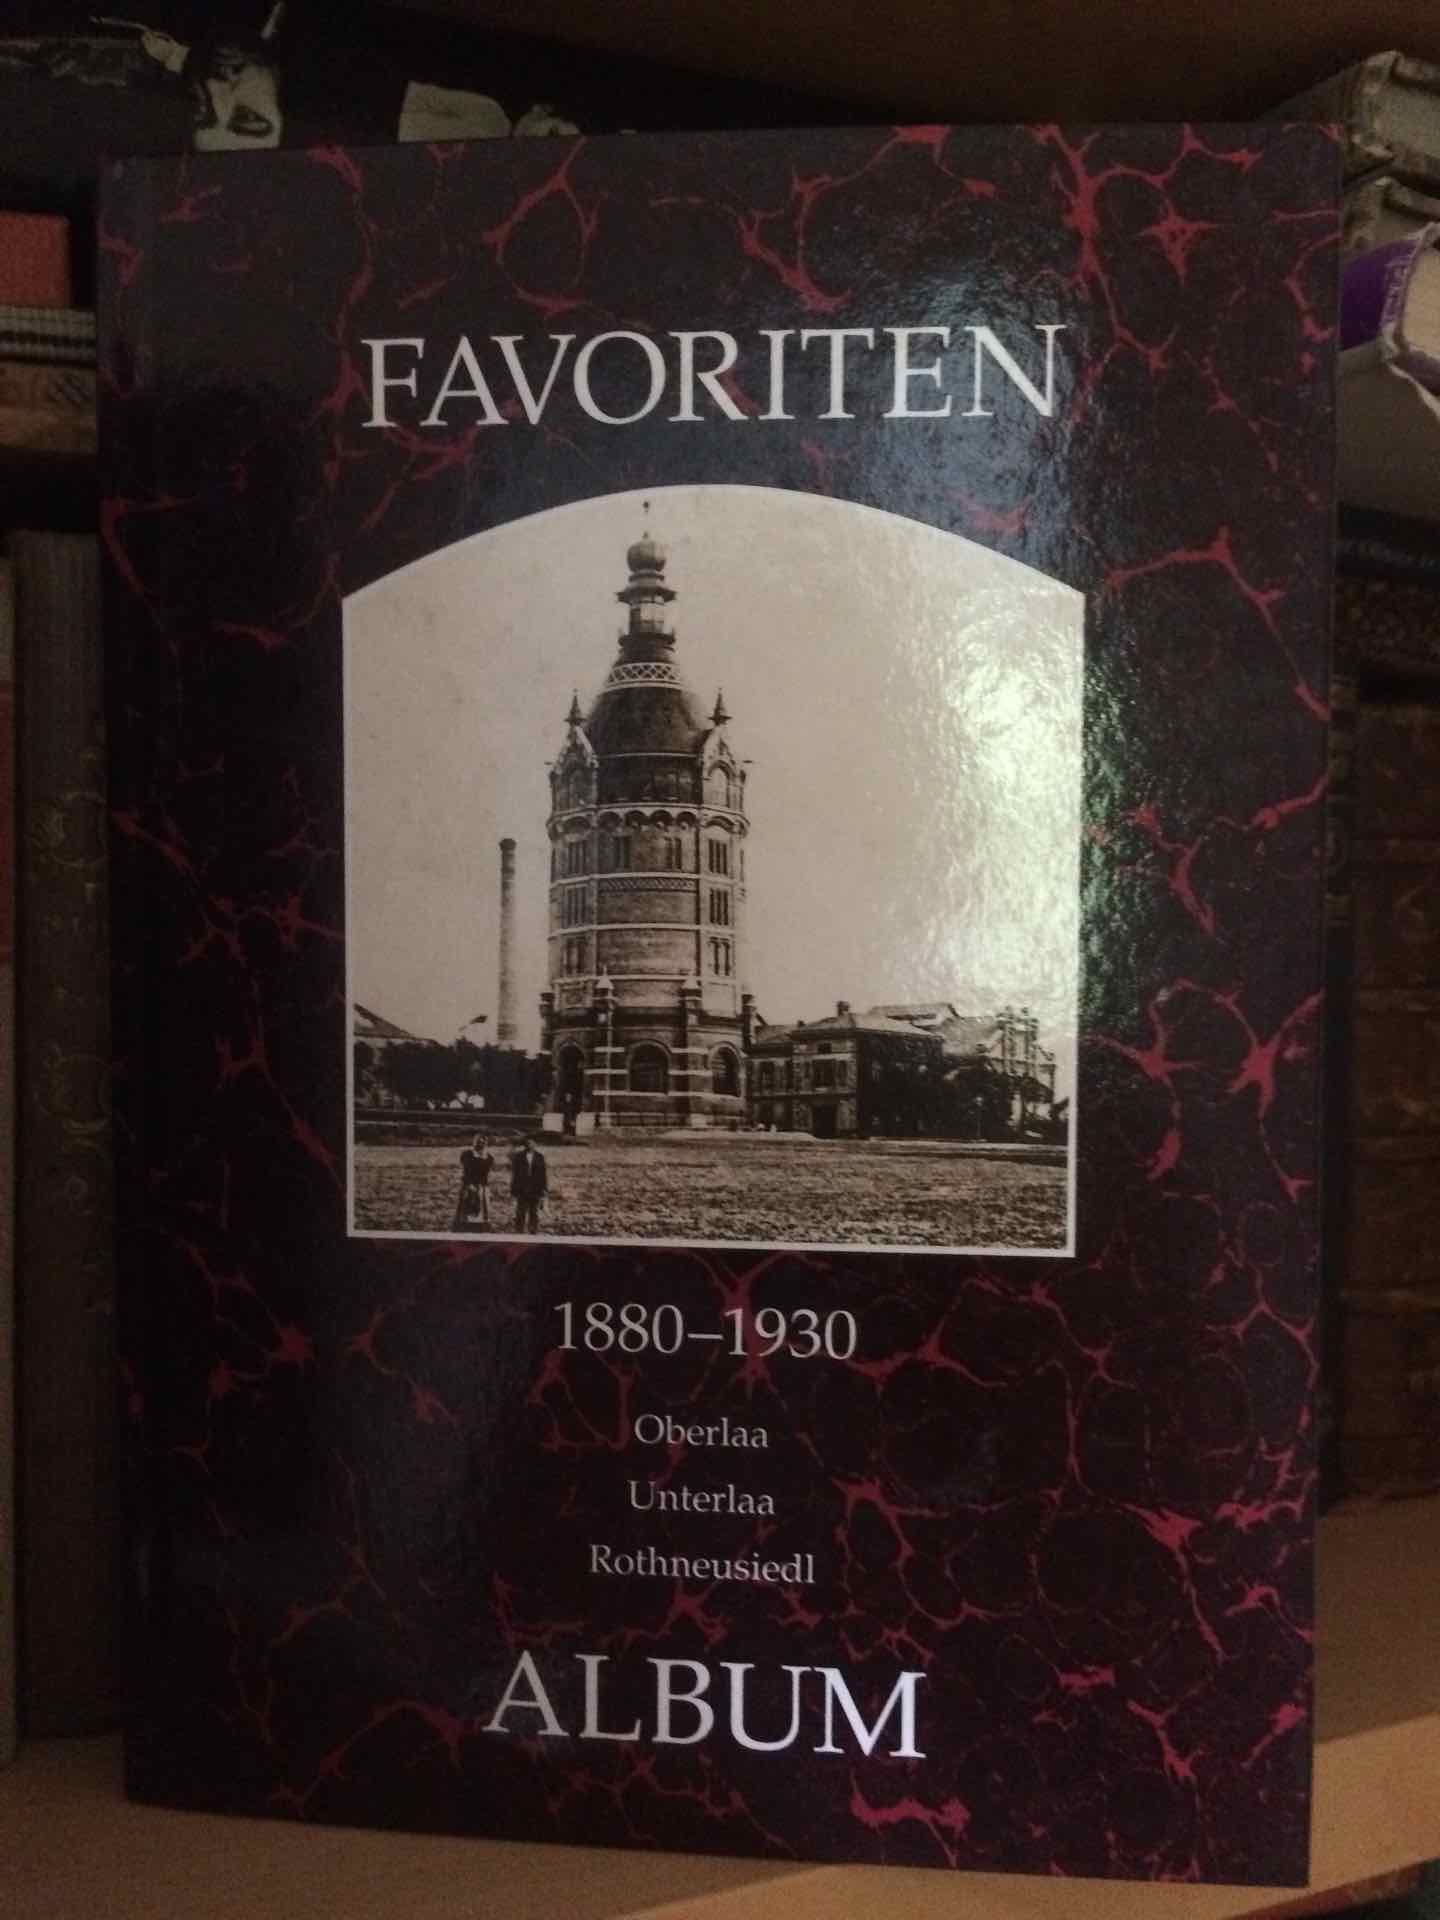 FAVORITEN
1880–1930
Oberlaa
Unterlaa
Rothneusiedl
ALBUM